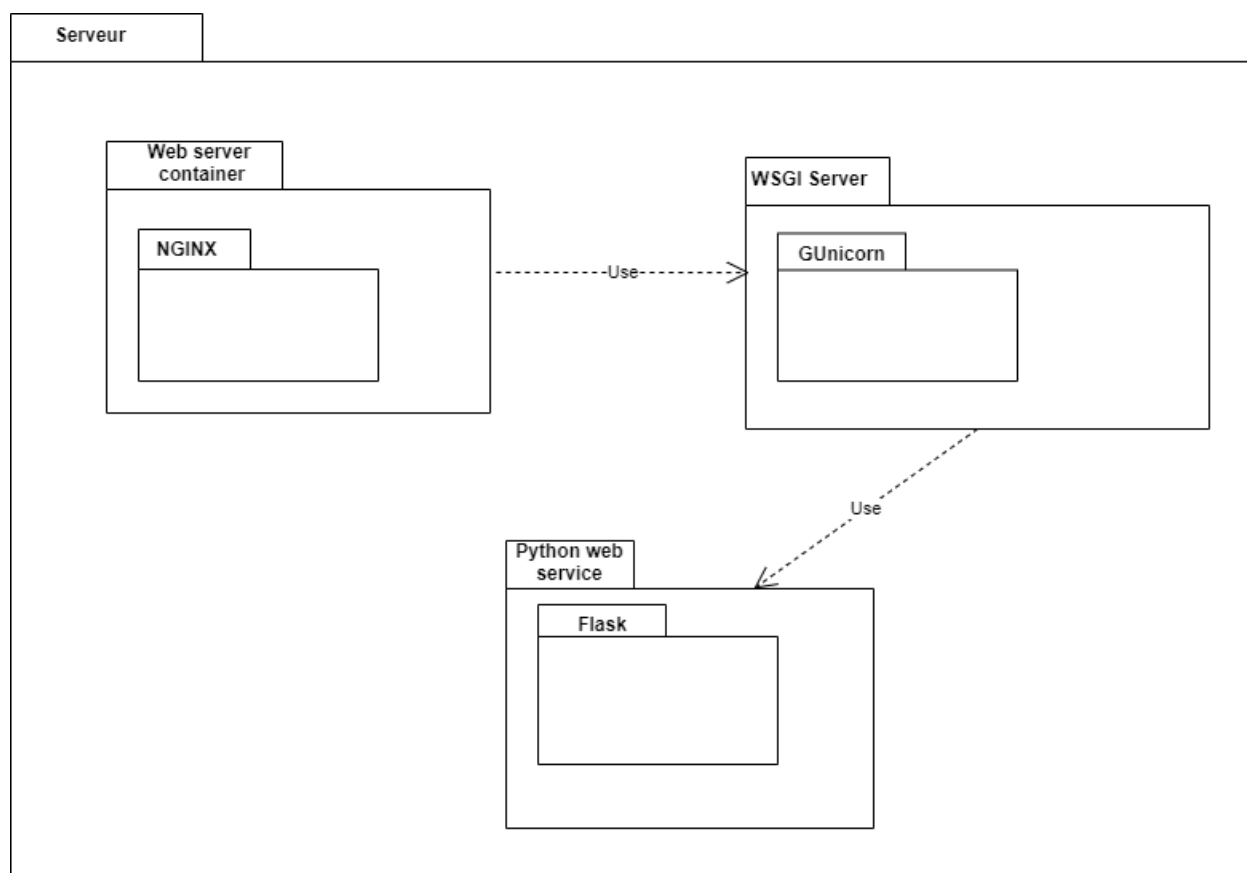 Serveur
Web server
container
NGINX
Use
WSGI Server
GUnicorn
Use
Python web
service
Flask